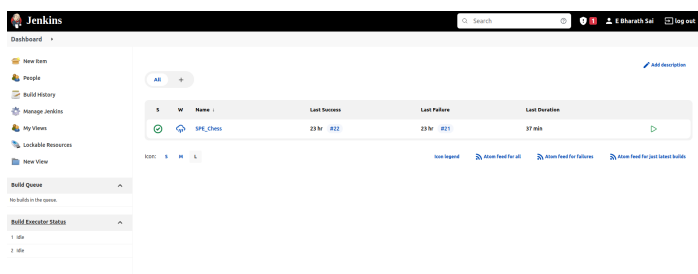 Jenkins
Search
1
E Bharath Sai
log out
Dashboard
New Item
People
Build History
Manage Jenkins
My Views
Lockable Resources
New View
Build Queue
No builds in the queue.
Build Executor Status
1 Idle
2 Idle
Add description
All +
S W Name ↓ Last Success Last Failure Last Duration
SPE_Chess 23 hr #22 23 hr #21 37 min
Icon: S M L
Icon legend Atom feed for all Atom feed for failures Atom feed for just latest builds